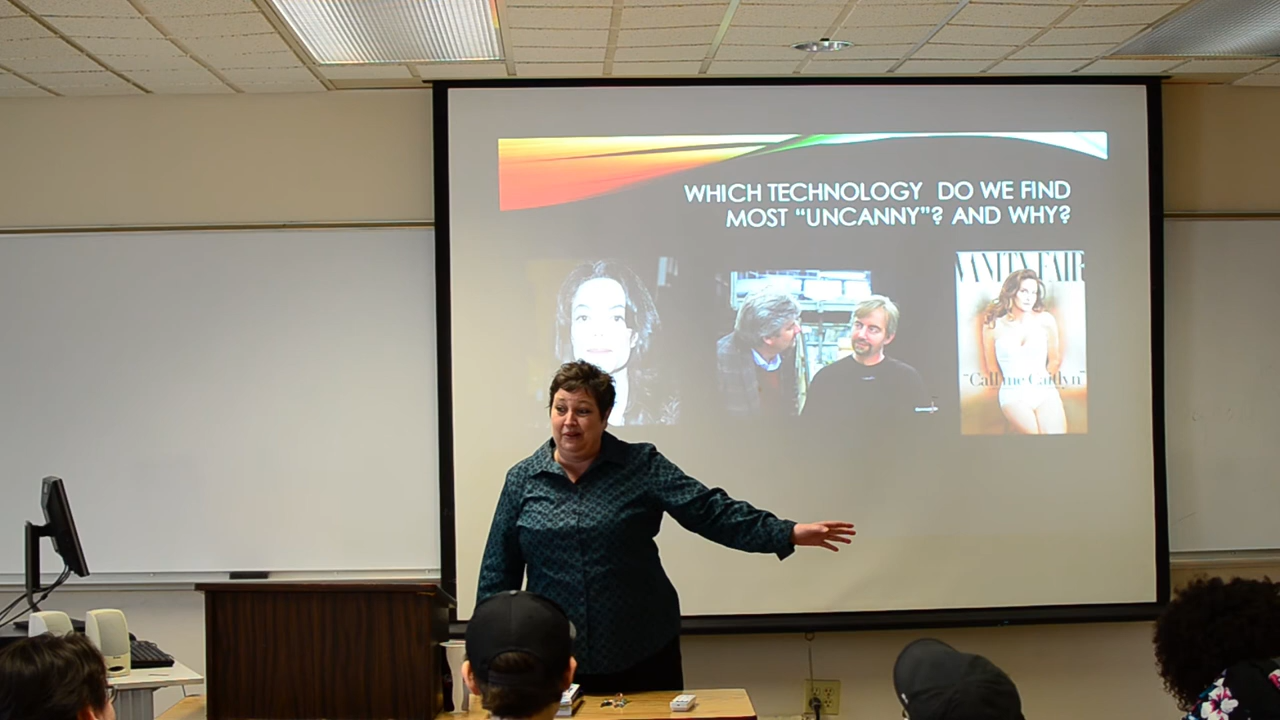 WHICH TECHNOLOGY DO WE FIND
MOST “UNCANNY”? AND WHY?
VANITY FAIR
“Call me Caitlyn”